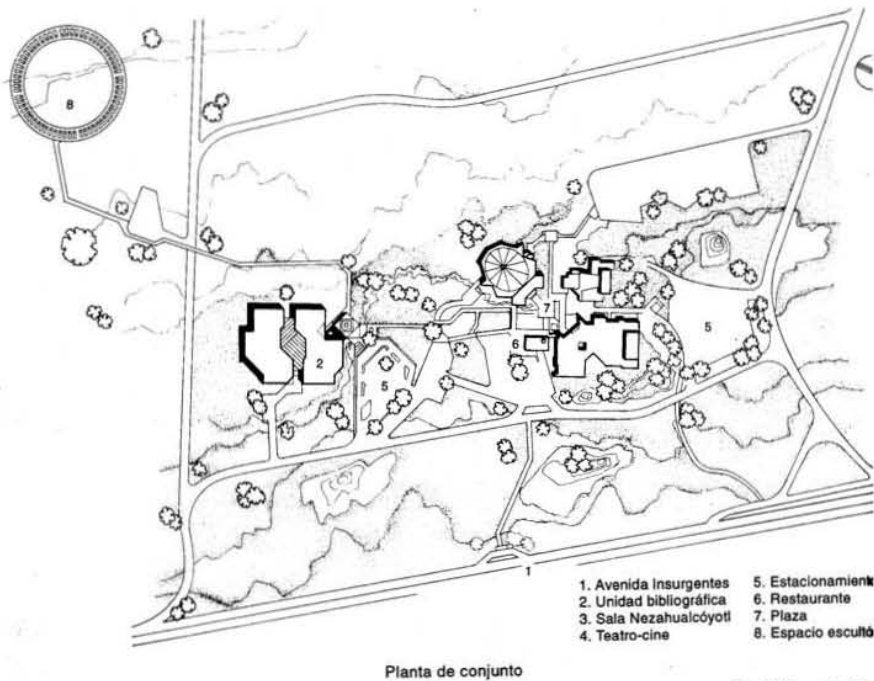 8
7
6
5
2
5
1
1. Avenida Insurgentes
2. Unidad bibliográfica
3. Sala Nezahualcóyotl
4. Teatro-cine
5. Estacionamient
6. Restaurante
7. Plaza
8. Espacio escultó
Planta de conjunto